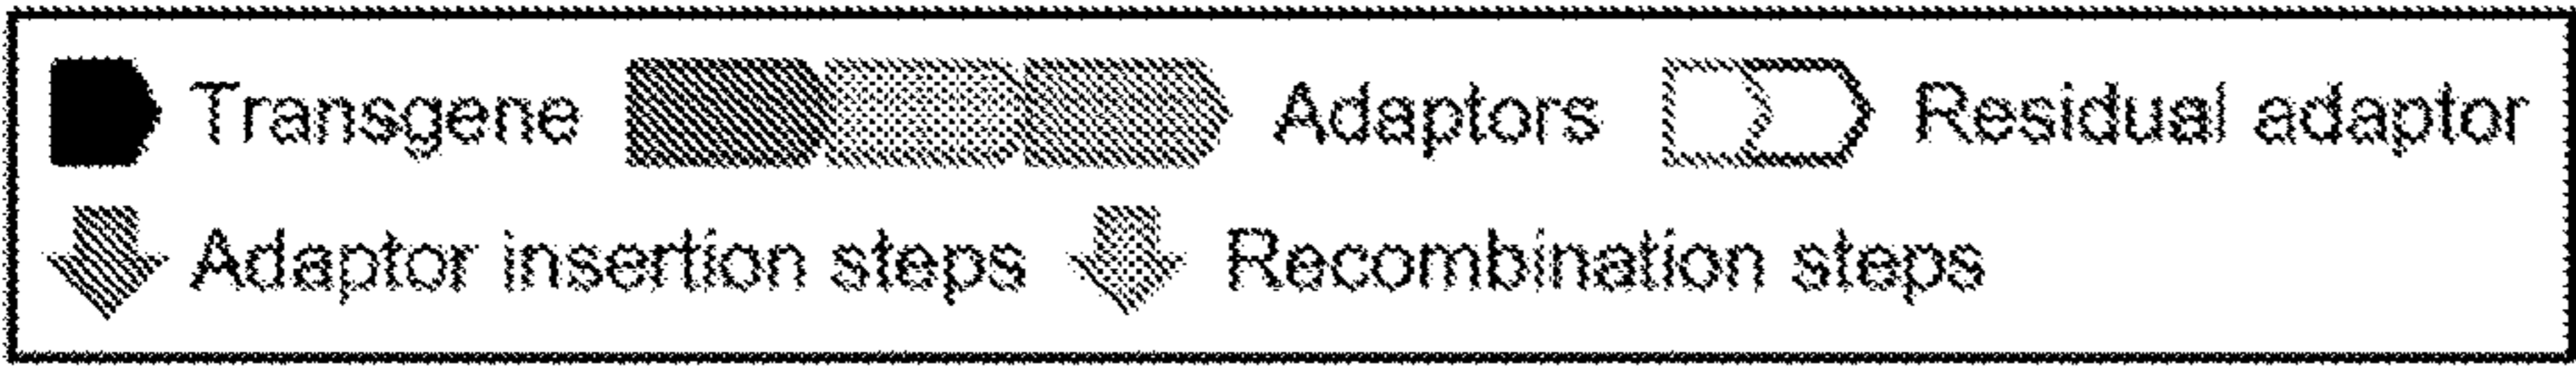 Transgene Adaptors Residual adaptor
Adaptor insertion steps Recombination steps